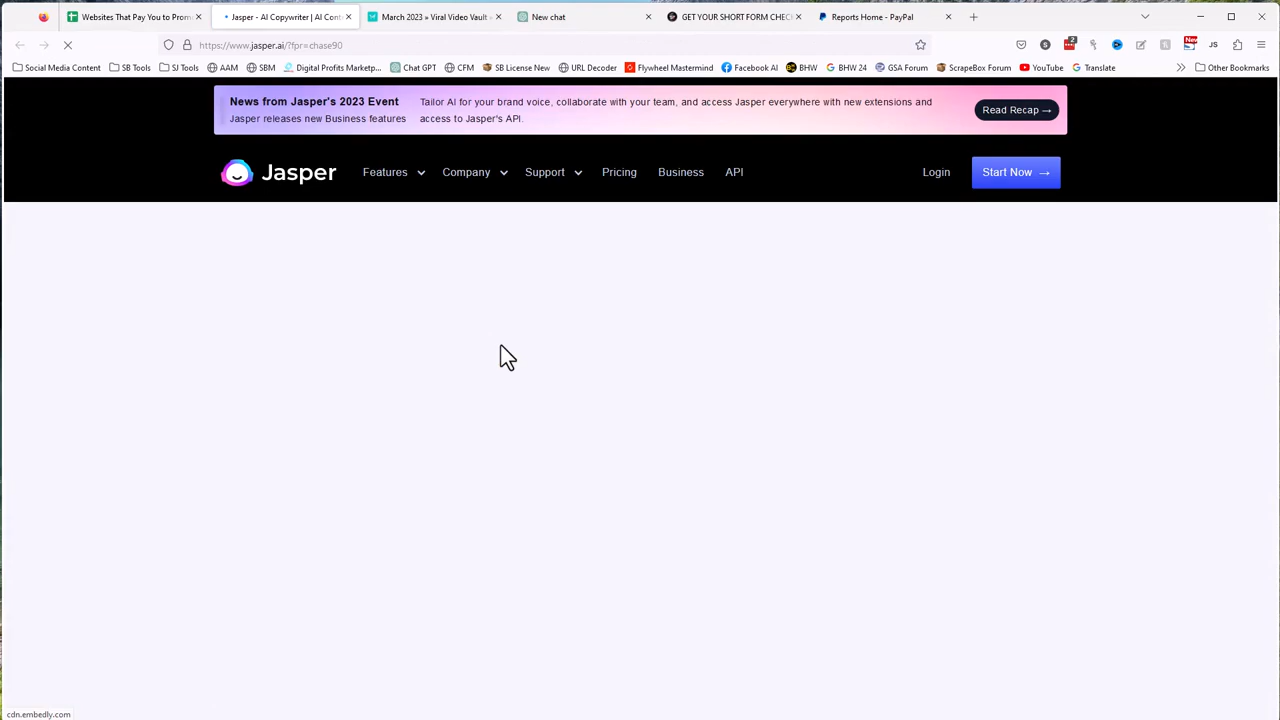 Websites That Pay You to Prom
Jasper - AI Copywriter | AI Cont
March 2023 » Viral Video Vault «
New chat
GET YOUR SHORT FORM CHEC
Reports Home - PayPal
https://www.jasper.ai/?fpr=chase90
2
New
JS
Social Media Content
SB Tools
SJ Tools
AAM
SBM
Digital Profits Marketp...
Chat GPT
CFM
SB License New
URL Decoder
Flywheel Mastermind
Facebook AI
BHW
BHW 24
GSA Forum
ScrapeBox Forum
YouTube
Translate
Other Bookmarks
News from Jasper's 2023 Event
Jasper releases new Business features
Tailor AI for your brand voice, collaborate with your team, and access Jasper everywhere with new extensions and
access to Jasper's API.
Read Recap →
Jasper
Features
Company
Support
Pricing
Business
API
Login
Start Now →
cdn.embedly.com